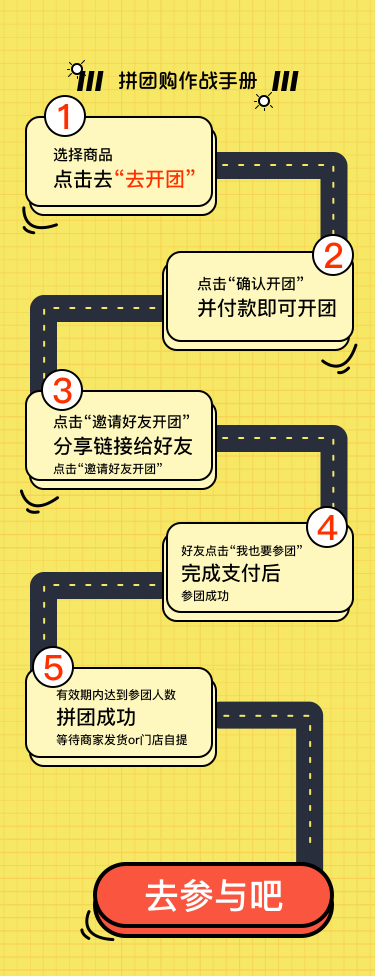 拼团购作战手册
1
选择商品
点击去“去开团”
2
点击“确认开团”
并付款即可开团
3
点击“邀请好友开团”
分享链接给好友
点击“邀请好友开团”
4
好友点击“我也要参团”
完成支付后
参团成功
5
有效期内达到参团人数
拼团成功
等待商家发货or门店自提
去参与吧